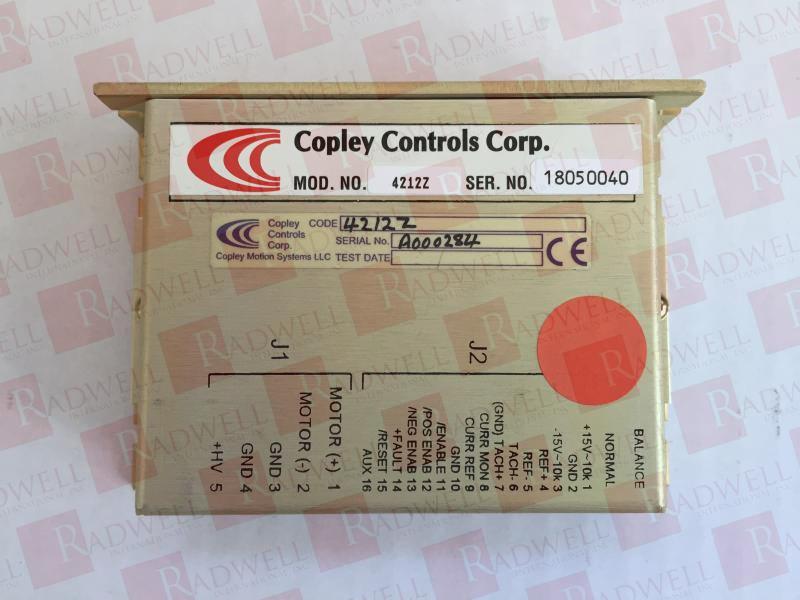 Copley Controls Corp.
MOD. NO. 4212Z SER. NO. 18050040
Copley Controls Corp.
CODE 4212Z
SERIAL No. A000284
Copley Motion Systems LLC TEST DATE
CE
J1
MOTOR (+) 1
MOTOR (-) 2
GND 3
GND 4
+HV 5
J2
BALANCE
NORMAL
+15V~10k 1
GND 2
-15V~10k 3
REF+ 4
REF- 5
TACH- 6
(GND) TACH+ 7
CURR MON 8
CURR REF 9
GND 10
/ENABLE 11
/POS ENAB 12
/NEG ENAB 13
+FAULT 14
/RESET 15
AUX 16
RADWELL
INTERNATIONAL, INC.